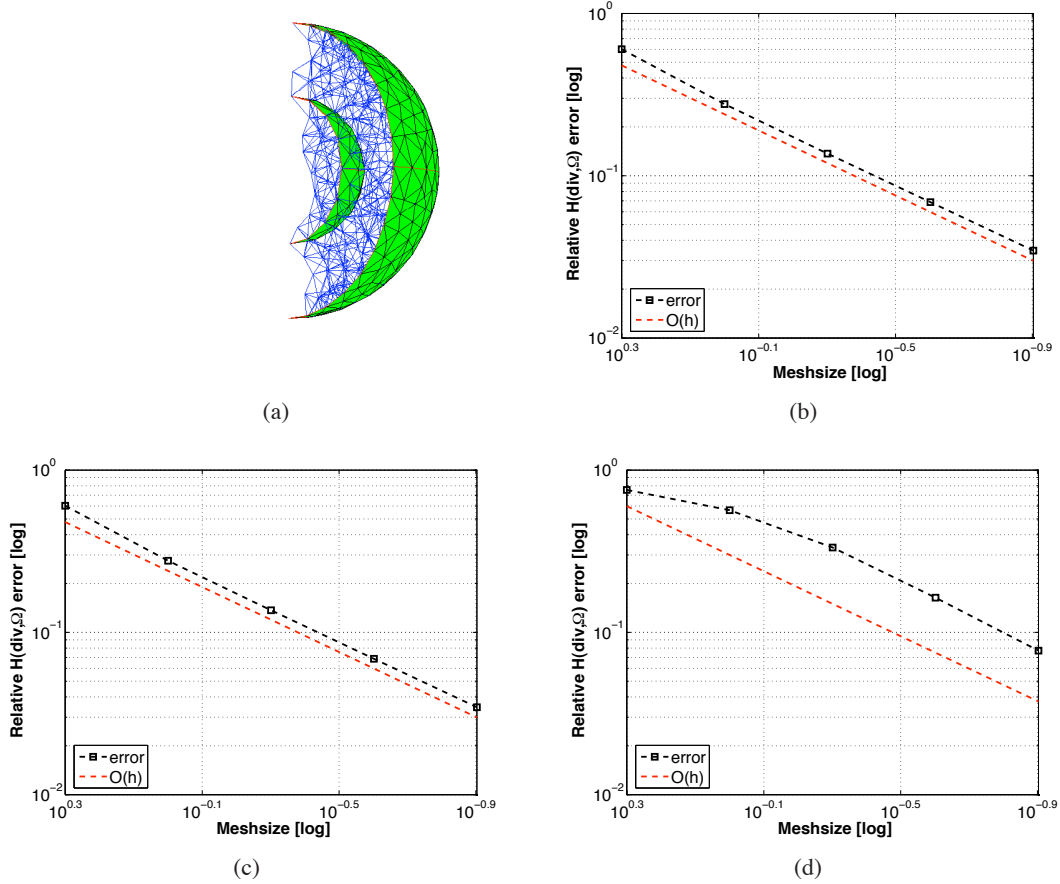 (a)
10^0
10^-1
10^-2
Relative H(div,Ω) error [log]
error
O(h)
10^0.3
10^-0.1
10^-0.5
10^-0.9
Meshsize [log]
(b)
10^0
10^-1
10^-2
Relative H(div,Ω) error [log]
error
O(h)
10^0.3
10^-0.1
10^-0.5
10^-0.9
Meshsize [log]
(c)
10^0
10^-1
10^-2
Relative H(div,Ω) error [log]
error
O(h)
10^0.3
10^-0.1
10^-0.5
10^-0.9
Meshsize [log]
(d)